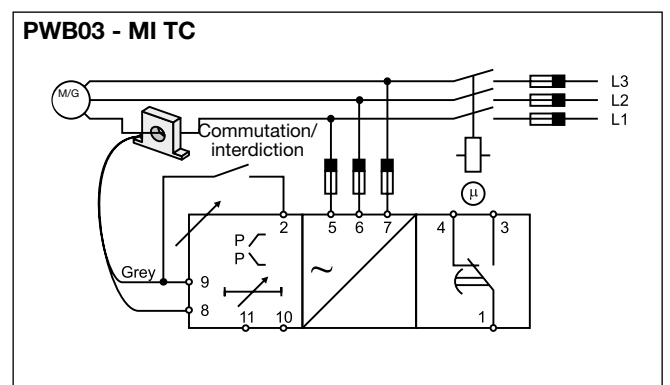 PWB03 - MI TC
M/G
L3
L2
L1
Commutation/
interdiction
µ
2
5
6
7
4
3
P
P
~
Grey
9
8
11
10
1